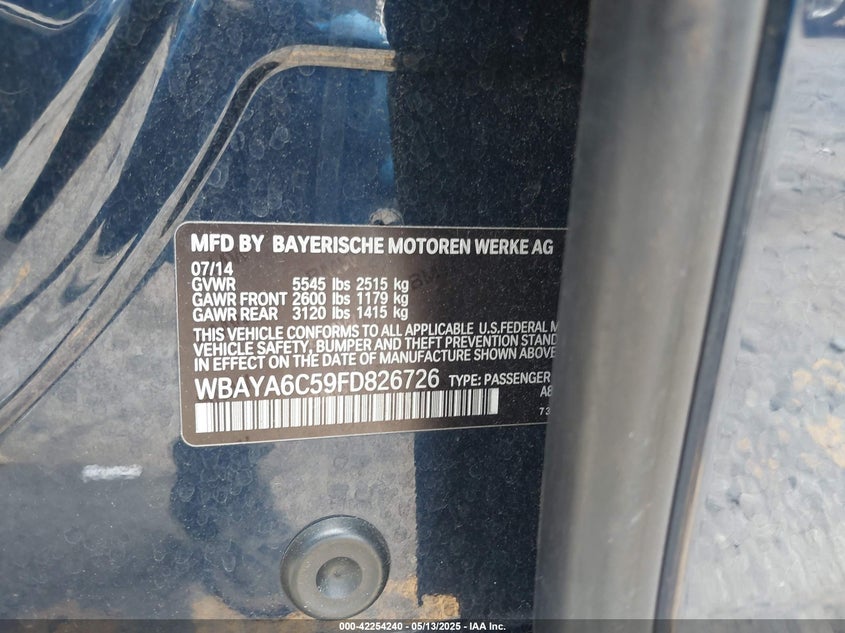 MFD BY BAYERISCHE MOTOREN WERKE AG
07/14
GVWR 5545 lbs 2515 kg
GAWR FRONT 2600 lbs 1179 kg
GAWR REAR 3120 lbs 1415 kg
THIS VEHICLE CONFORMS TO ALL APPLICABLE U.S.FEDERAL M
VEHICLE SAFETY, BUMPER AND THEFT PREVENTION STAND
IN EFFECT ON THE DATE OF MANUFACTURE SHOWN ABOVE
WBAYA6C59FD826726 TYPE: PASSENGER
A8
73
000-42254240 - 05/13/2025 - IAA Inc.